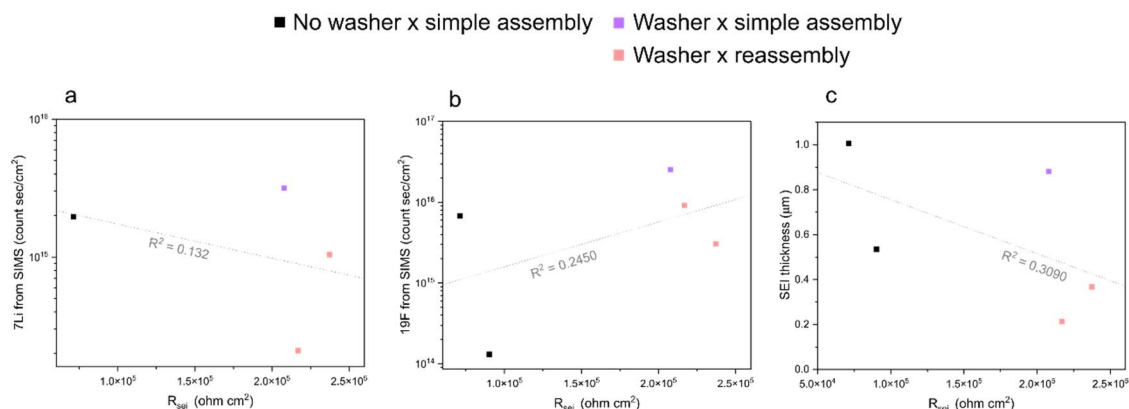 No washer x simple assembly
Washer x simple assembly
Washer x reassembly
a
7Li from SIMS (count sec/cm²)
10¹⁸
10¹⁵
R² = 0.132
1.0×10⁵ 1.5×10⁵ 2.0×10⁵ 2.5×10⁵
R_sei (ohm cm²)
b
19F from SIMS (count sec/cm²)
10¹⁷
10¹⁶
10¹⁵
10¹⁴
R² = 0.2450
1.0×10⁵ 1.5×10⁵ 2.0×10⁵ 2.5×10⁵
R_sei (ohm cm²)
c
SEI thickness (μm)
1.0
0.8
0.6
0.4
0.2
0.0
R² = 0.3090
5.0×10⁴ 1.0×10⁵ 1.5×10⁵ 2.0×10⁵ 2.5×10⁵
R_sei (ohm cm²)